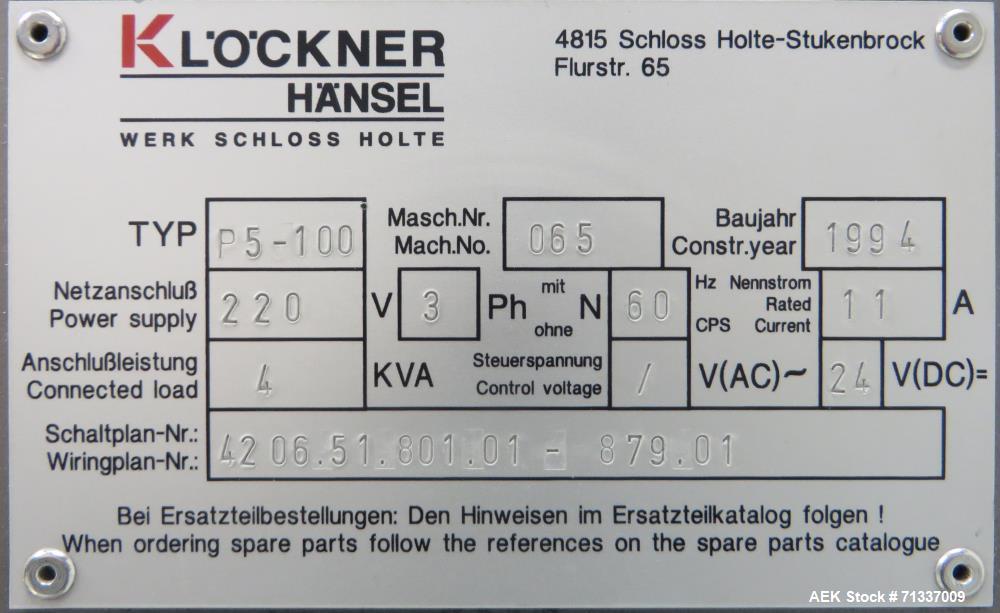 KLÖCKNER
HÄNSEL
WERK SCHLOSS HOLTE
4815 Schloss Holte-Stukenbrock
Flurstr. 65
TYP P5-100 Masch.Nr. Mach.No. 065 Baujahr Constr.year 1994
Netzanschluß Power supply 220 V 3 Ph mit ohne N 60 Hz CPS Nennstrom Rated Current 11 A
Anschlußleistung Connected load 4 KVA Steuerspannung Control voltage / V(AC)~ 24 V(DC)=
Schaltplan-Nr.: Wiringplan-Nr.: 4206.51.801.01 - 879.01
Bei Ersatzteilbestellungen: Den Hinweisen im Ersatzteilkatalog folgen !
When ordering spare parts follow the references on the spare parts catalogue
AEK Stock # 71337009